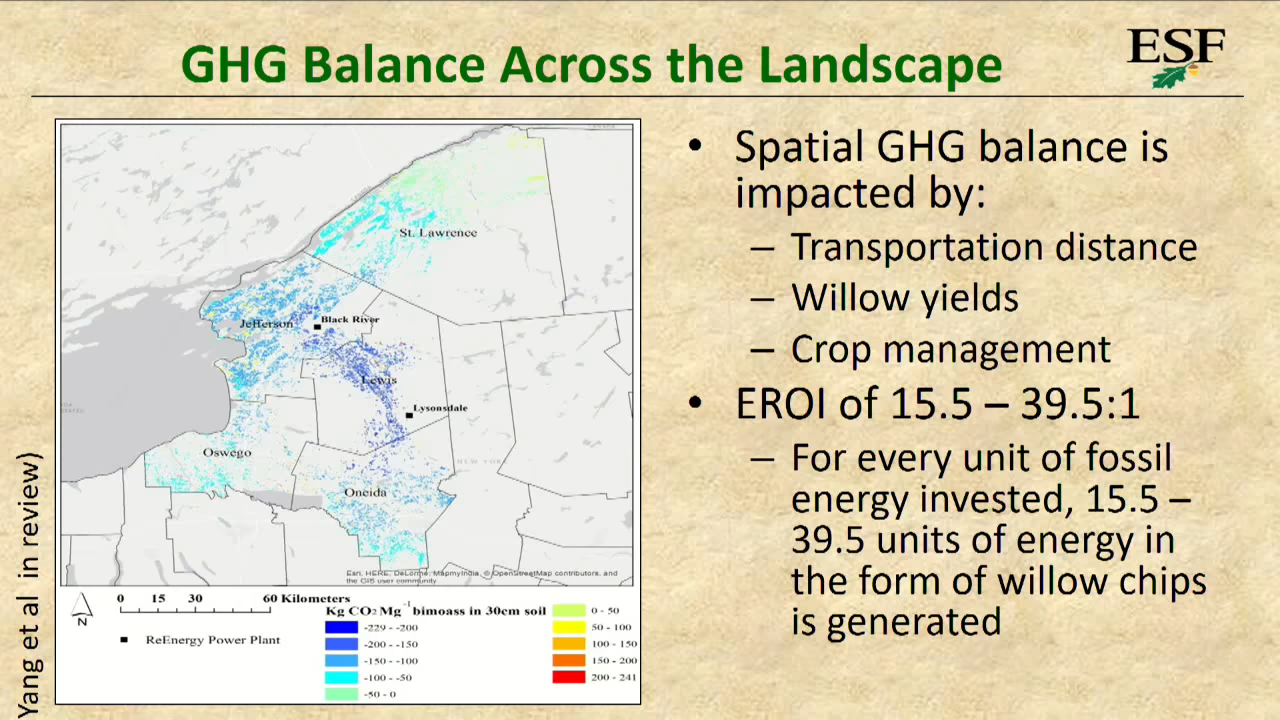 GHG Balance Across the Landscape
ESF
St. Lawrence
Jefferson
Black River
Lewis
Lysonsdale
Oswego
NEW YORK
Oneida
Esri, HERE, DeLorme, MapmyIndia, © OpenStreetMap contributors, and
the GIS user community
N
0 15 30 60 Kilometers
ReEnergy Power Plant
Kg CO2 Mg-1 bimoass in 30cm soil
-229 - -200
-200 - -150
-150 - -100
-100 - -50
-50 - 0
0 - 50
50 - 100
100 - 150
150 - 200
200 - 241
Yang et al in review)
• Spatial GHG balance is
impacted by:
– Transportation distance
– Willow yields
– Crop management
• EROI of 15.5 – 39.5:1
– For every unit of fossil
energy invested, 15.5 –
39.5 units of energy in
the form of willow chips
is generated